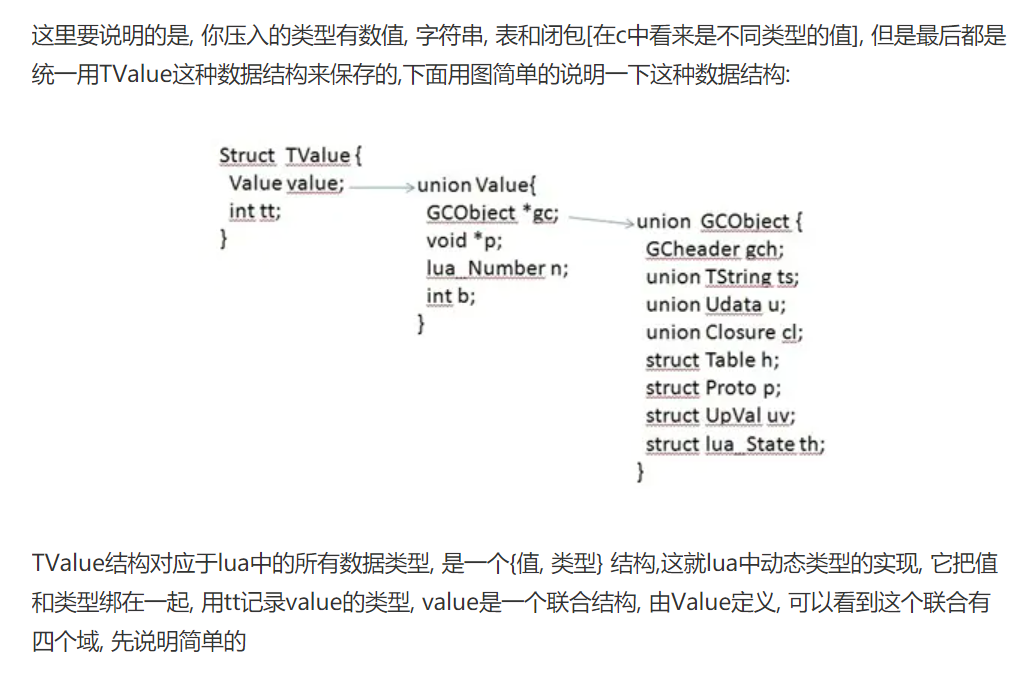 这里要说明的是, 你压入的类型有数值, 字符串, 表和闭包[在c中看来是不同类型的值], 但是最后都是
统一用TValue这种数据结构来保存的,下面用图简单的说明一下这种数据结构:
Struct TValue {
Value value;
int tt;
}
union Value{
GCObject *gc;
void *p;
lua_Number n;
int b;
}
union GCObject {
GCheader gch;
union TString ts;
union Udata u;
union Closure cl;
struct Table h;
struct Proto p;
struct UpVal uv;
struct lua_State th;
}
TValue结构对应于lua中的所有数据类型, 是一个{值, 类型} 结构,这就lua中动态类型的实现, 它把值
和类型绑在一起, 用tt记录value的类型, value是一个联合结构, 由Value定义, 可以看到这个联合有
四个域, 先说明简单的